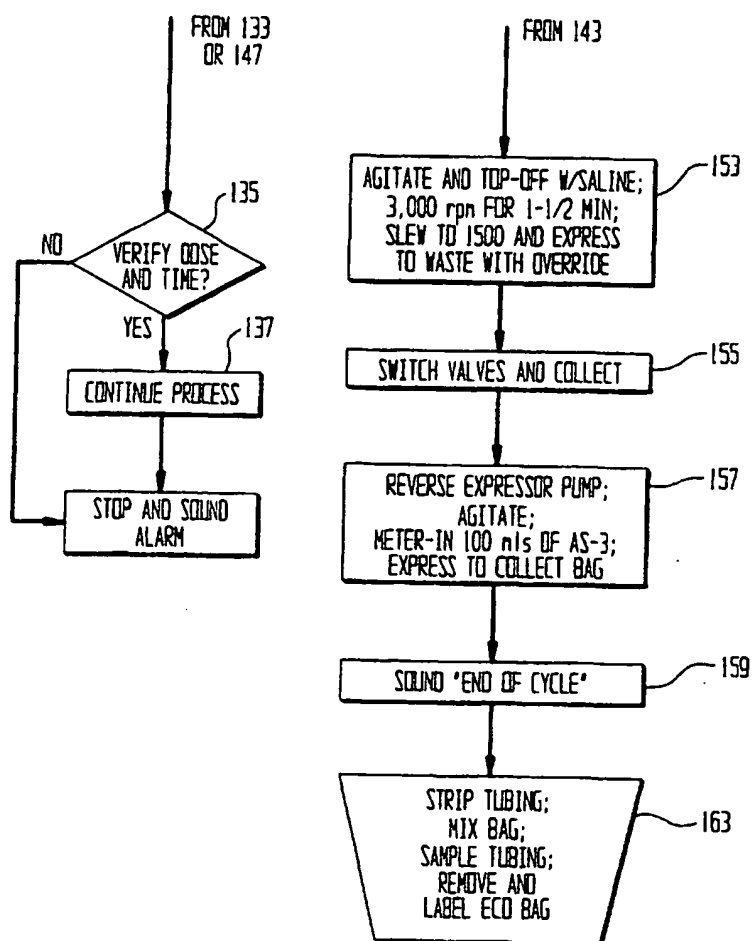 FROM 133
OR 147
135
NO
VERIFY DOSE
AND TIME?
YES
137
CONTINUE PROCESS
STOP AND SOUND
ALARM
FROM 143
153
AGITATE AND TOP-OFF W/SALINE;
3,000 rpm FOR 1-1/2 MIN;
SLEW TO 1500 AND EXPRESS
TO WASTE WITH OVERRIDE
155
SWITCH VALVES AND COLLECT
157
REVERSE EXPRESSOR PUMP;
AGITATE;
METER-IN 100 mls OF AS-3;
EXPRESS TO COLLECT BAG
159
SOUND "END OF CYCLE"
163
STRIP TUBING;
MIX BAG;
SAMPLE TUBING;
REMOVE AND
LABEL ECO BAG